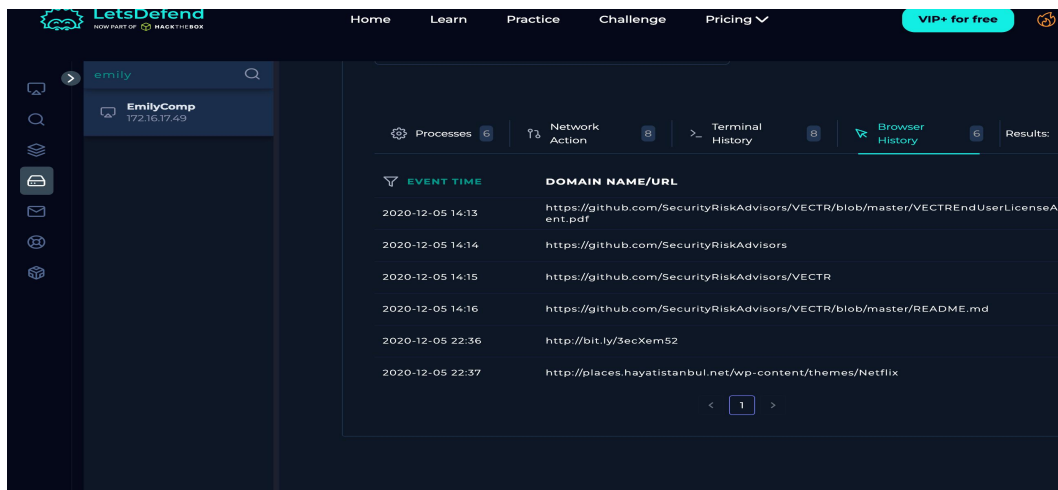 LetsDefend
NOW PART OF HACKTHEBOX
Home Learn Practice Challenge Pricing
VIP+ for free
emily
EmilyComp
172.16.17.49
Processes 6
Network Action 8
Terminal History 8
Browser History 6
Results:
EVENT TIME DOMAIN NAME/URL
2020-12-05 14:13 https://github.com/SecurityRiskAdvisors/VECTR/blob/master/VECTREndUserLicenseA
ent.pdf
2020-12-05 14:14 https://github.com/SecurityRiskAdvisors
2020-12-05 14:15 https://github.com/SecurityRiskAdvisors/VECTR
2020-12-05 14:16 https://github.com/SecurityRiskAdvisors/VECTR/blob/master/README.md
2020-12-05 22:36 http://bit.ly/3ecXem52
2020-12-05 22:37 http://places.hayatistanbul.net/wp-content/themes/Netflix
< 1 >